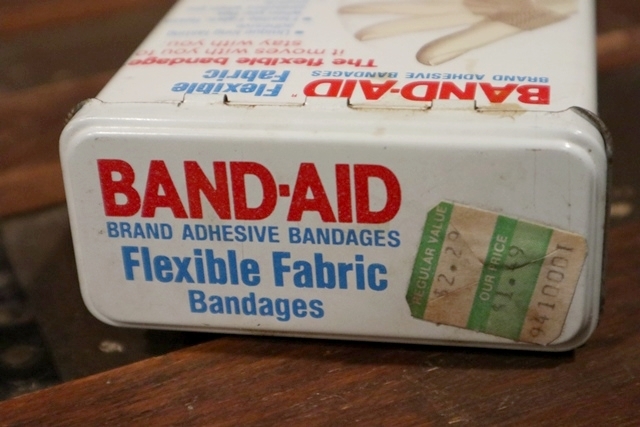 BAND-AID
BRAND ADHESIVE BANDAGES
Flexible Fabric
Bandages
REGULAR VALUE
$2.29
OUR PRICE
9410001
BAND-AID
BRAND ADHESIVE BANDAGES
Flexible
Fabric
The flexible bandage
it moves with you
stay with you